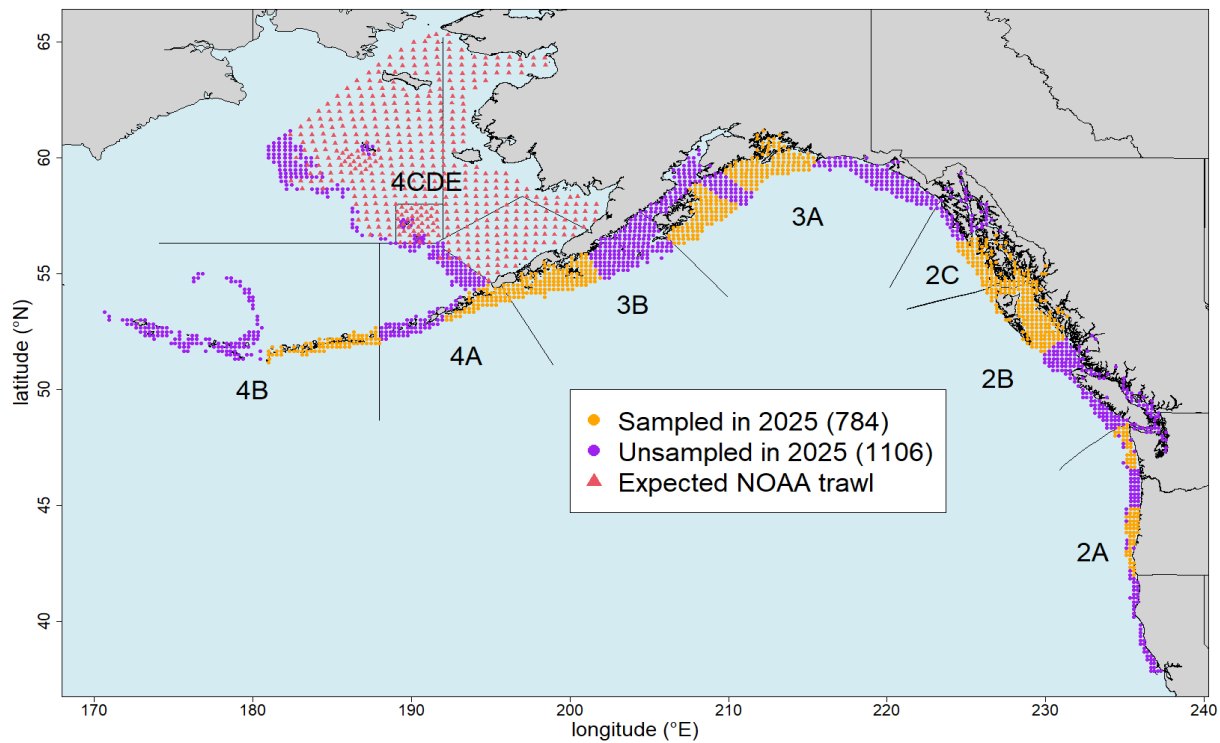 65
60
55
50
45
40
latitude (°N)
4CDE
3A
2C
3B
4A
4B
2B
2A
Sampled in 2025 (784)
Unsampled in 2025 (1106)
Expected NOAA trawl
170
180
190
200
210
220
230
240
longitude (°E)